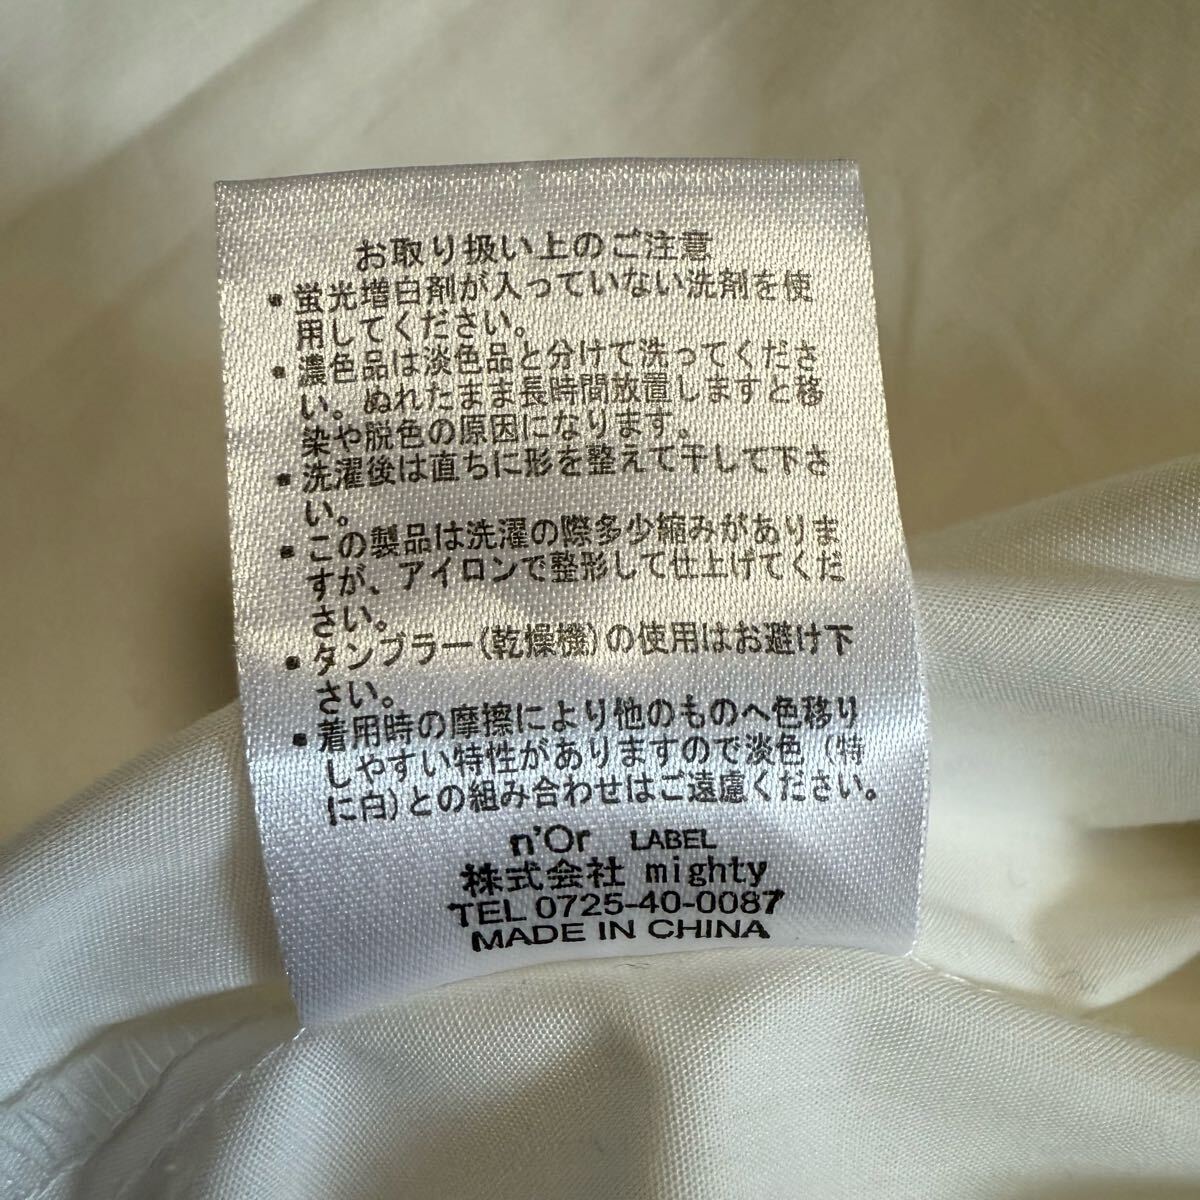 お取り扱い上のご注意
・蛍光増白剤が入っていない洗剤を使
用してください。
・濃色品は淡色品と分けて洗ってくださ
い。ぬれたまま長時間放置しますと移
染や脱色の原因になります。
・洗濯後は直ちに形を整えて干して下さ
い。
・この製品は洗濯の際多少縮みがありま
すが、アイロンで整形して仕上げてくだ
さい。
・タンブラー(乾燥機)の使用はお避け下
さい。
・着用時の摩擦により他のものへ色移り
しやすい特性がありますので淡色(特
に白)との組み合わせはご遠慮ください。
n'Or LABEL
株式会社 mighty
TEL 0725-40-0087
MADE IN CHINA